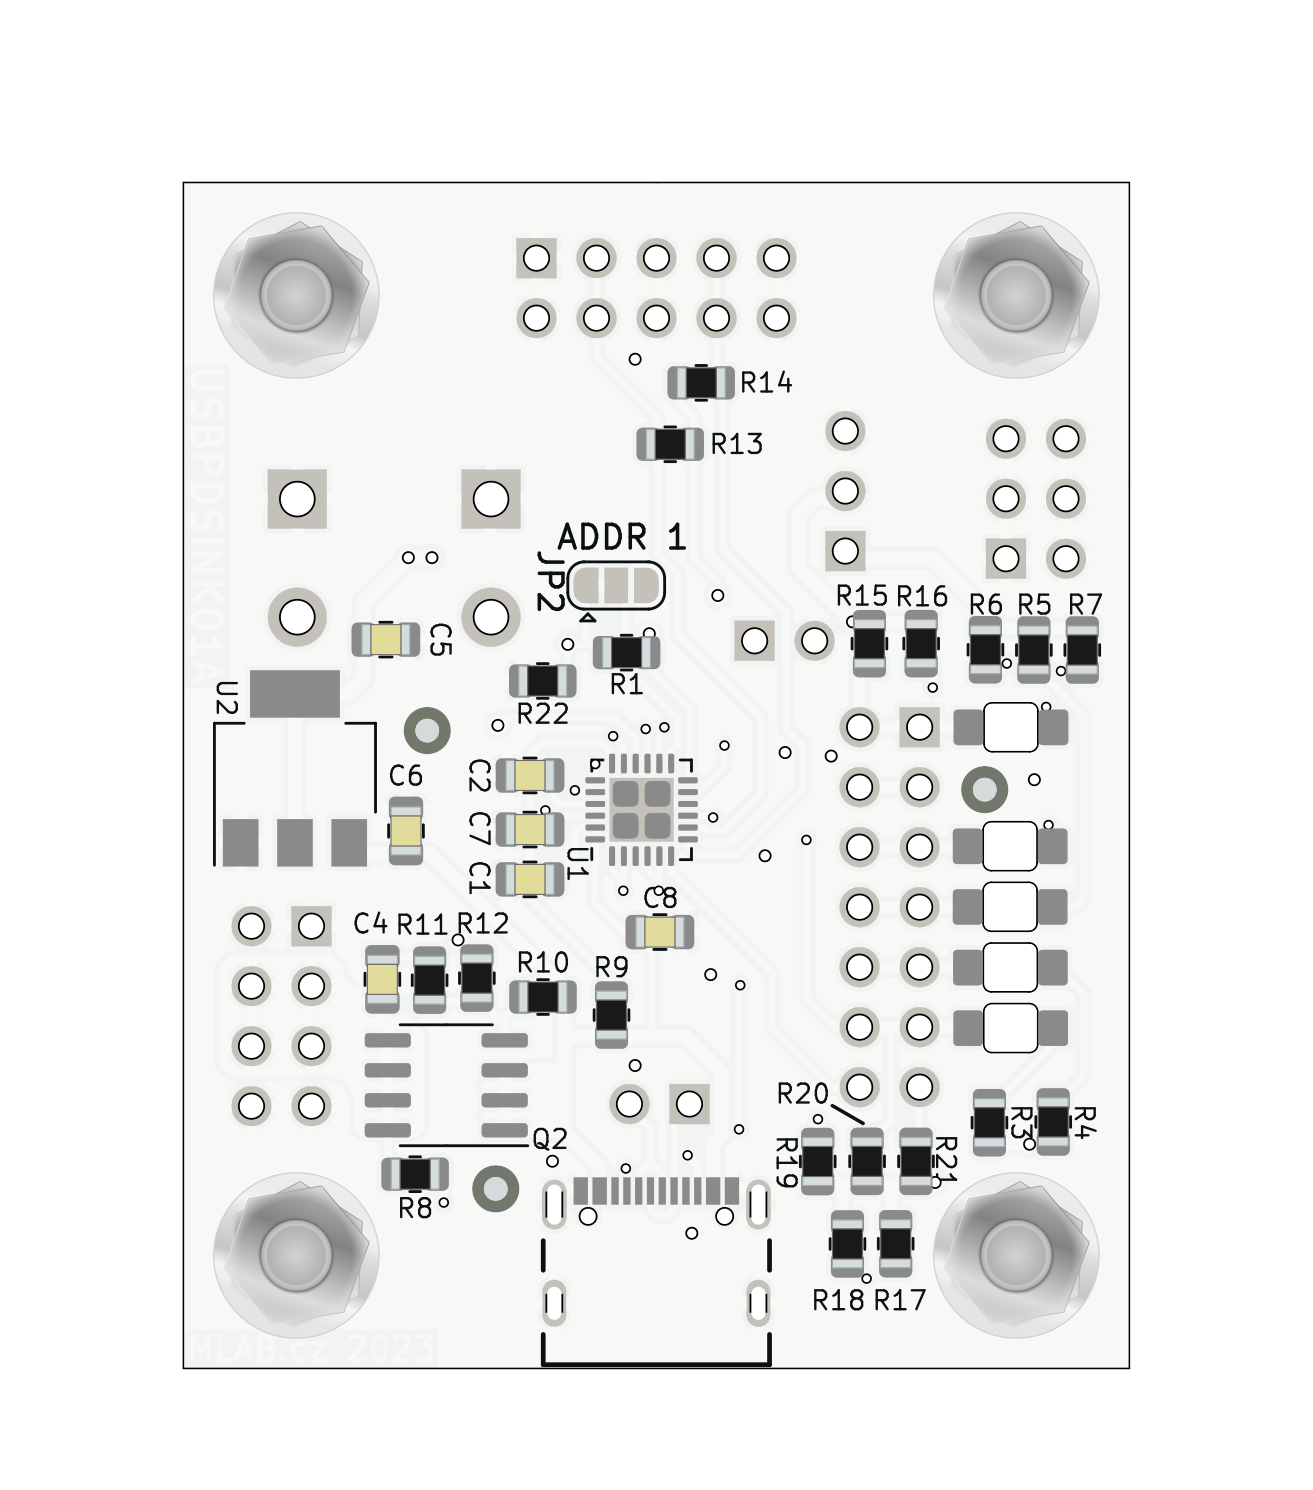 R14
R13
USBPDSINK01A
ADDR 1
JP2
R15
R16
R6
R5
R7
C5
R1
U2
R22
C2
C6
C7
U1
C1
C8
C4
R11
R12
R10
R9
R20
R3
R4
Q2
R19
R21
R8
R18
R17
MLAB.cz 2023